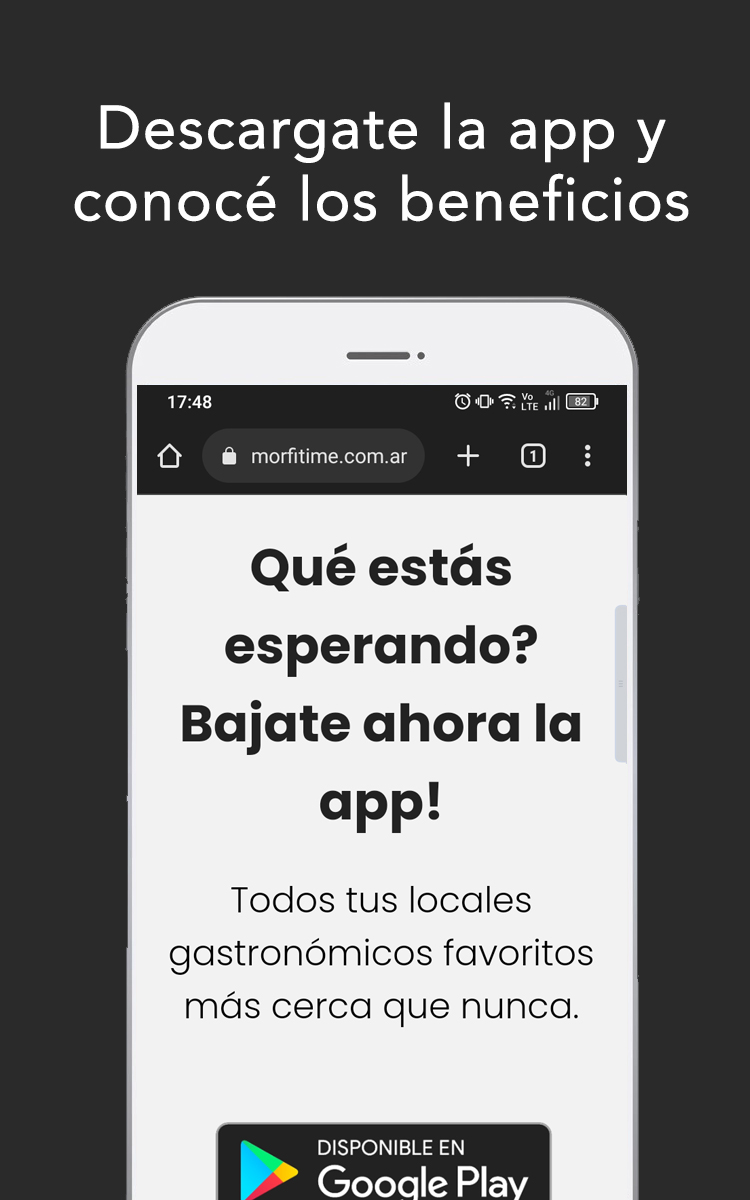 Descargate la app y
conocé los beneficios
17:48
Vo
LTE
4G
82
morfitime.com.ar
1
Qué estás
esperando?
Bajate ahora la
app!
Todos tus locales
gastronómicos favoritos
más cerca que nunca.
DISPONIBLE EN
Google Play